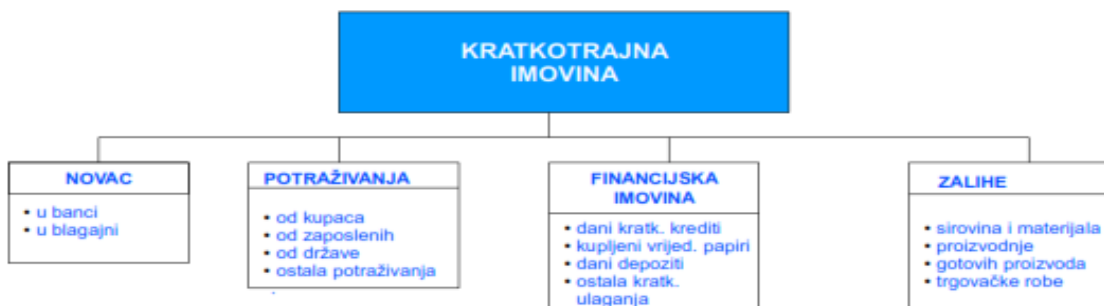 KRATKOTRAJNA
IMOVINA
NOVAC
• u banci
• u blagajni
POTRAŽIVANJA
• od kupaca
• od zaposlenih
• od države
• ostala potraživanja
FINANCIJSKA
IMOVINA
• dani kratk. krediti
• kupljeni vrijed. papiri
• dani depoziti
• ostala kratk.
ulaganja
ZALIHE
• sirovina i materijala
• proizvodnje
• gotovih proizvoda
• trgovačke robe